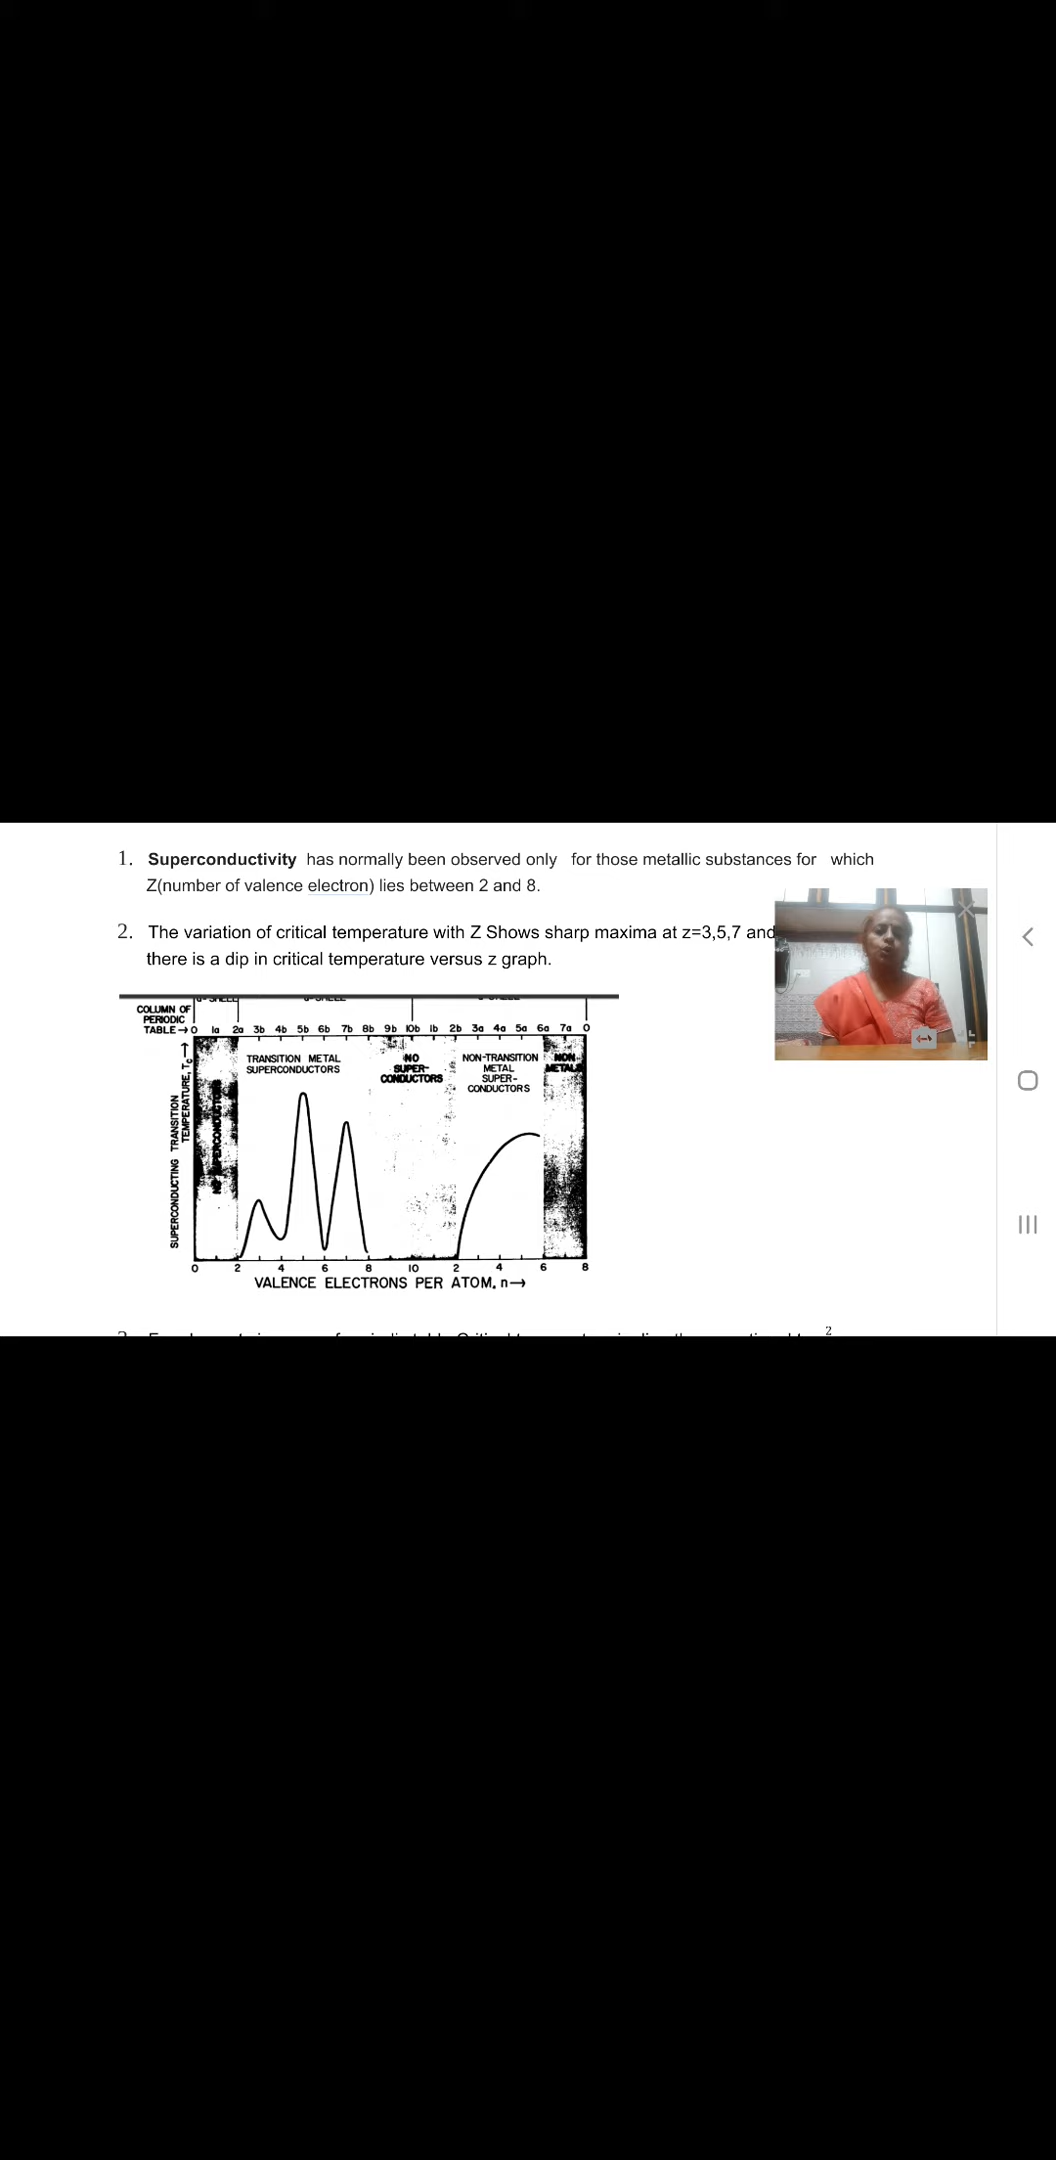 1. Superconductivity has normally been observed only for those metallic substances for which
Z(number of valence electron) lies between 2 and 8.
2. The variation of critical temperature with Z Shows sharp maxima at z=3,5,7 and
there is a dip in critical temperature versus z graph.
COLUMN OF
PERIODIC
TABLE→ 0 1a 2a 3b 4b 5b 6b 7b 8b 9b 10b 1b 2b 3a 4a 5a 6a 7a 0
SUPERCONDUCTING TRANSITION
TEMPERATURE, Tc→
NO SUPERCONDUCTORS
TRANSITION METAL
SUPERCONDUCTORS
NO
SUPER-
CONDUCTORS
NON-TRANSITION
METAL
SUPER-
CONDUCTORS
NON-
METALS
0 2 4 6 8 10 2 4 6 8
VALENCE ELECTRONS PER ATOM, n→
2